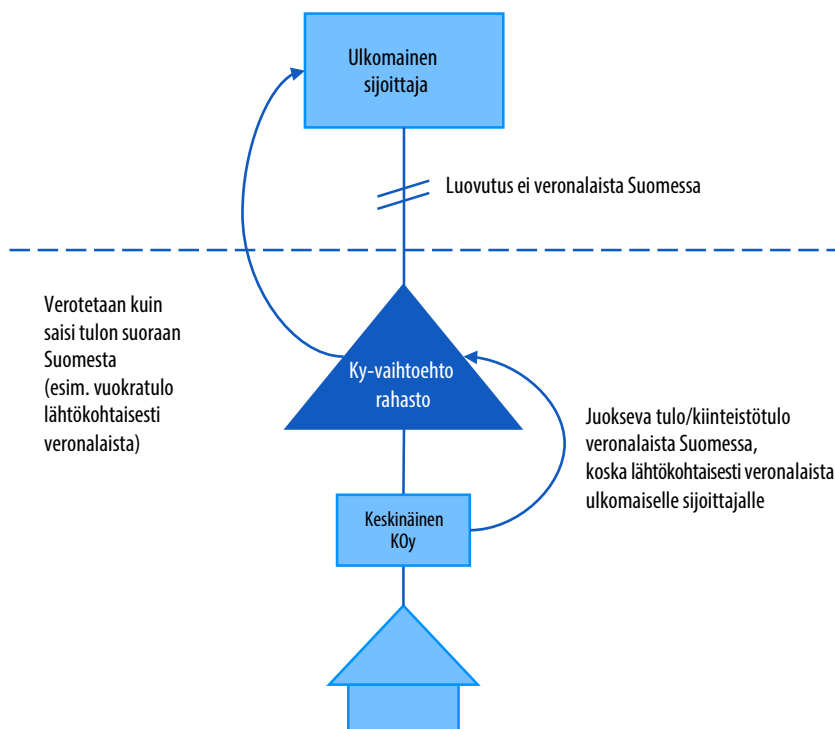 Ulkomainen
sijoittaja
Luovutus ei veronalaista Suomessa
Verotetaan kuin
saisi tulon suoraan
Suomesta
(esim. vuokratulo
lähtökohtaisesti
veronalaista)
Ky-vaihtoehto
rahasto
Juokseva tulo/kiinteistötulo
veronalaista Suomessa,
koska lähtökohtaisesti veronalaista
ulkomaiselle sijoittajalle
Keskinäinen
KOy